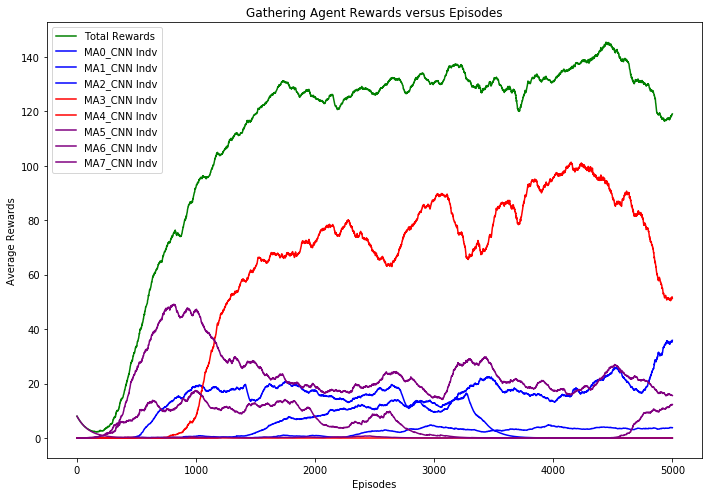 Gathering Agent Rewards versus Episodes
Total Rewards
MA0_CNN Indv
MA1_CNN Indv
MA2_CNN Indv
MA3_CNN Indv
MA4_CNN Indv
MA5_CNN Indv
MA6_CNN Indv
MA7_CNN Indv
Average Rewards
140
120
100
80
60
40
20
0
0 1000 2000 3000 4000 5000
Episodes